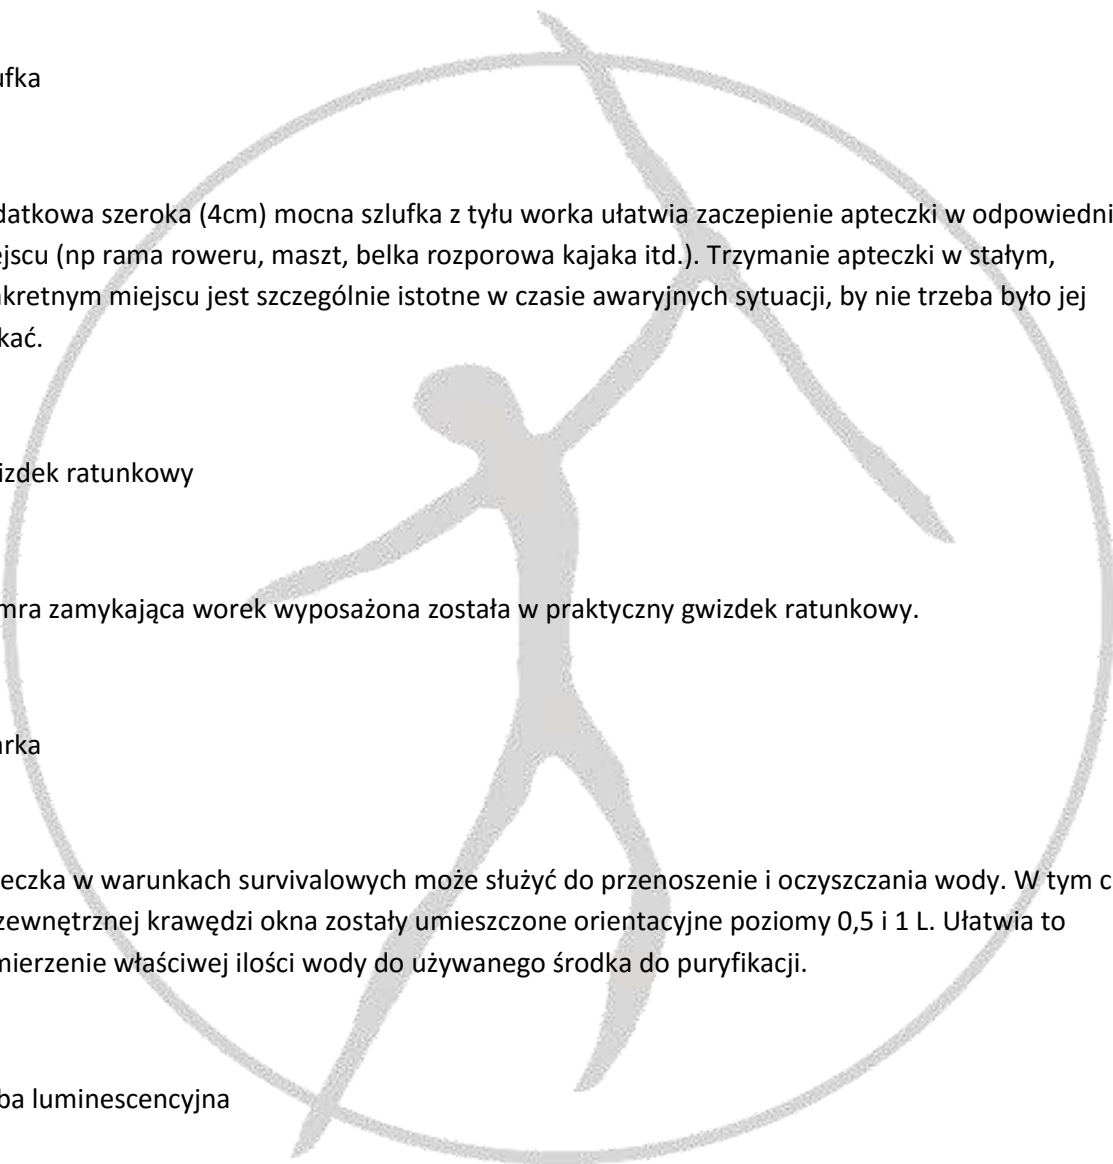 ufka
datkowa szeroka (4cm) mocna szlufka z tyłu worka ułatwia zaczepienie apteczki w odpowiedni
ejscu (np rama roweru, maszt, belka rozporowa kajaka itd.). Trzymanie apteczki w stałym,
nkretnym miejscu jest szczególnie istotne w czasie awaryjnych sytuacji, by nie trzeba było jej
kać.
izdek ratunkowy
mra zamykająca worek wyposażona została w praktyczny gwizdek ratunkowy.
arka
eczka w warunkach survivalowych może służyć do przenoszenie i oczyszczania wody. W tym c
zewnętrznej krawędzi okna zostały umieszczone orientacyjne poziomy 0,5 i 1 L. Ułatwia to
mierzenie właściwej ilości wody do używanego środka do puryfikacji.
ba luminescencyjna